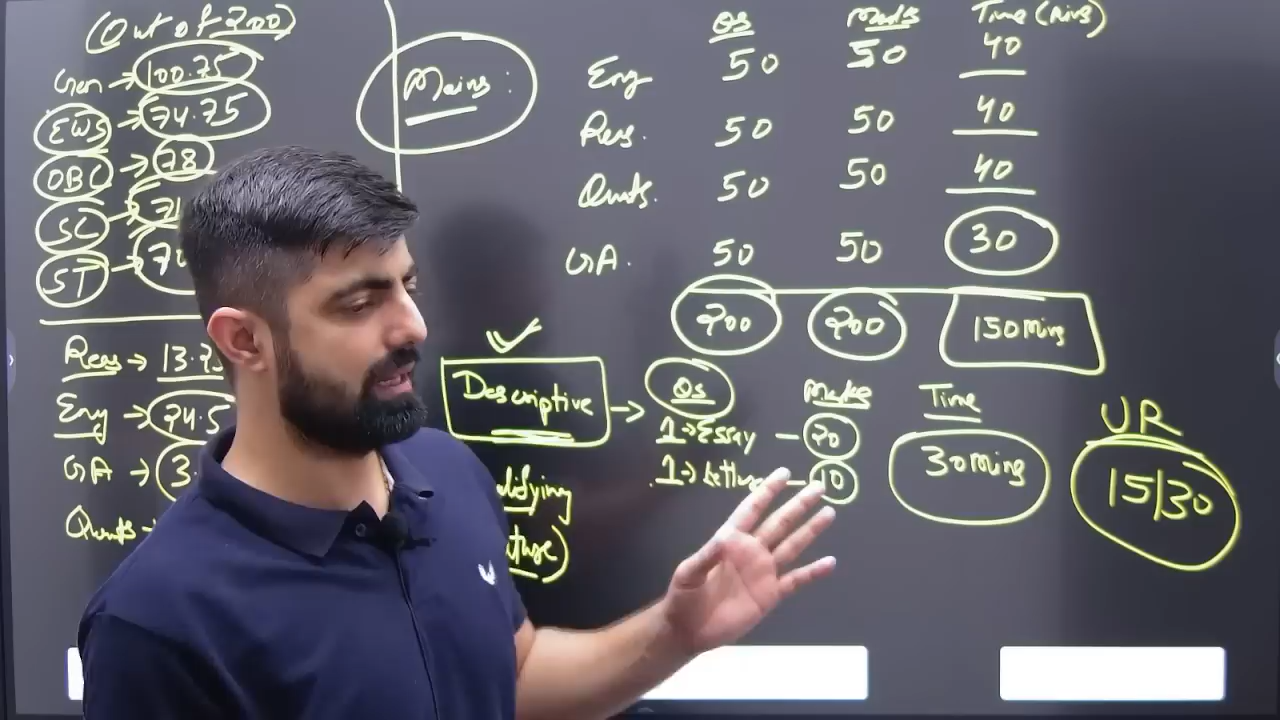 (Out of 200)
Gen → 100.75
EWS → 74.75
OBC → 78
SC →
ST →
Reas → 13.25
Eng → 24.5
GA → 3.
Quants -
Mains :
Qs Marks Time (Mins)
Eng 50 50 40
Reas. 50 50 40
Quants. 50 50 40
GA. 50 50 30
200 200 150 Mins
Descriptive → Qs Marks Time
1 → Essay - 20
1 → Letter - 10
30 Mins
UR
15/30